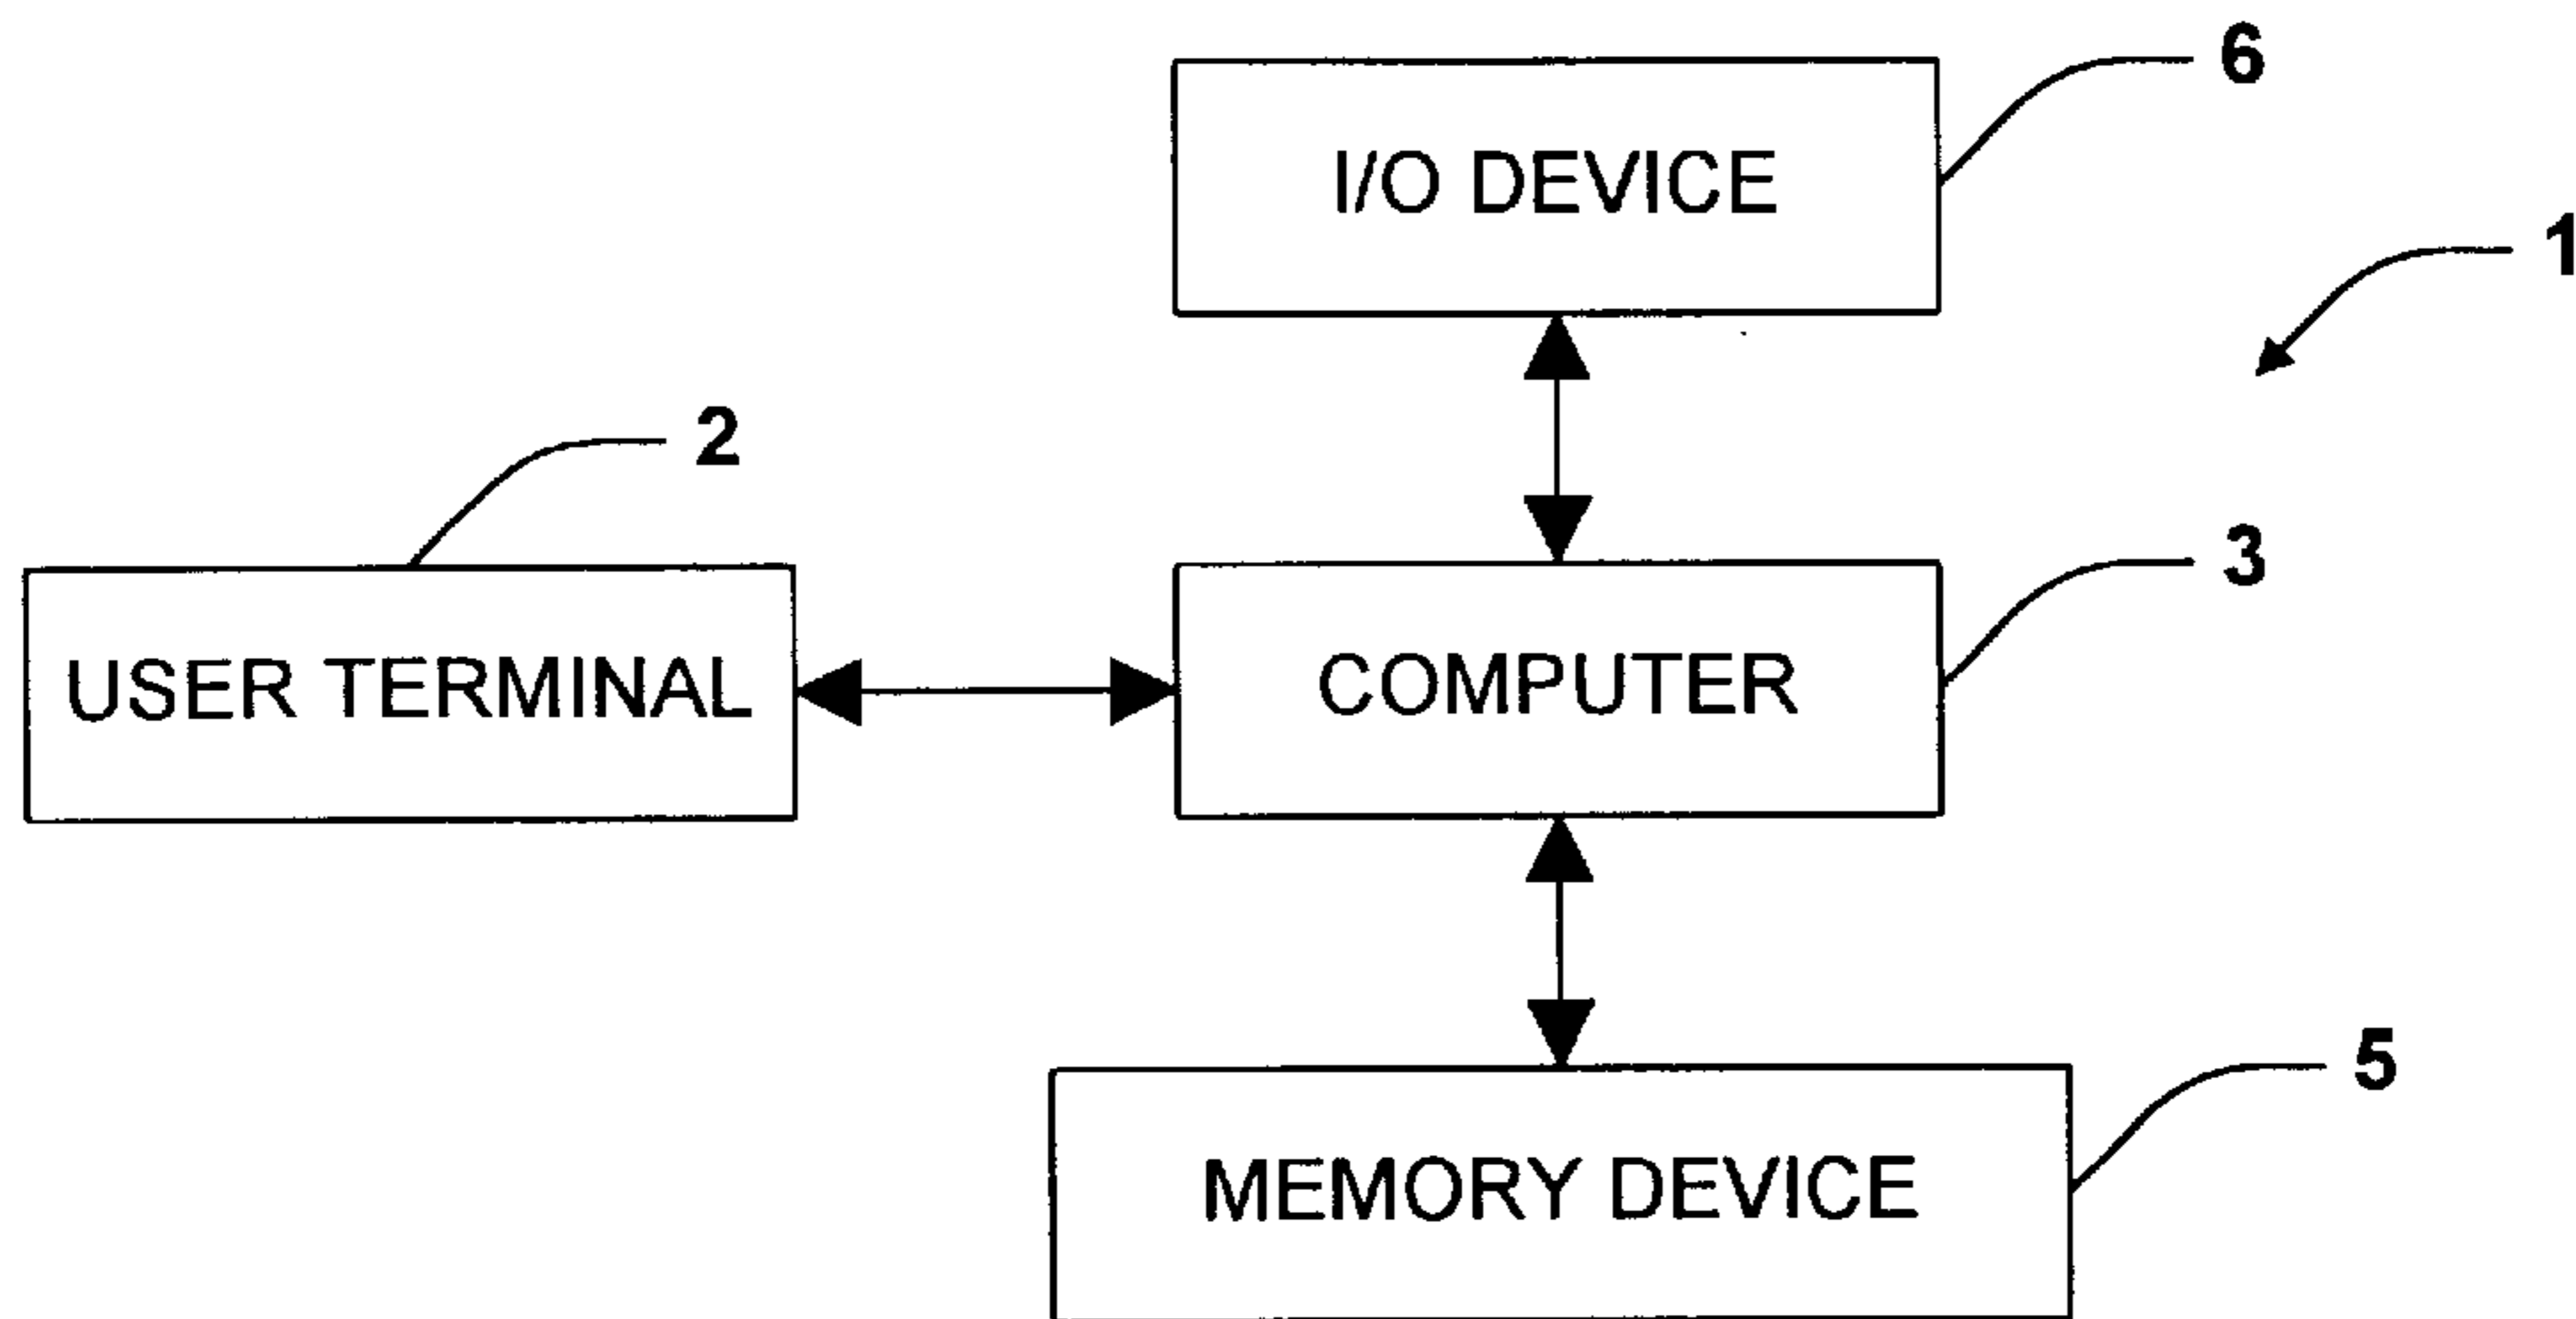 6
I/O DEVICE
1
2
3
USER TERMINAL
COMPUTER
5
MEMORY DEVICE